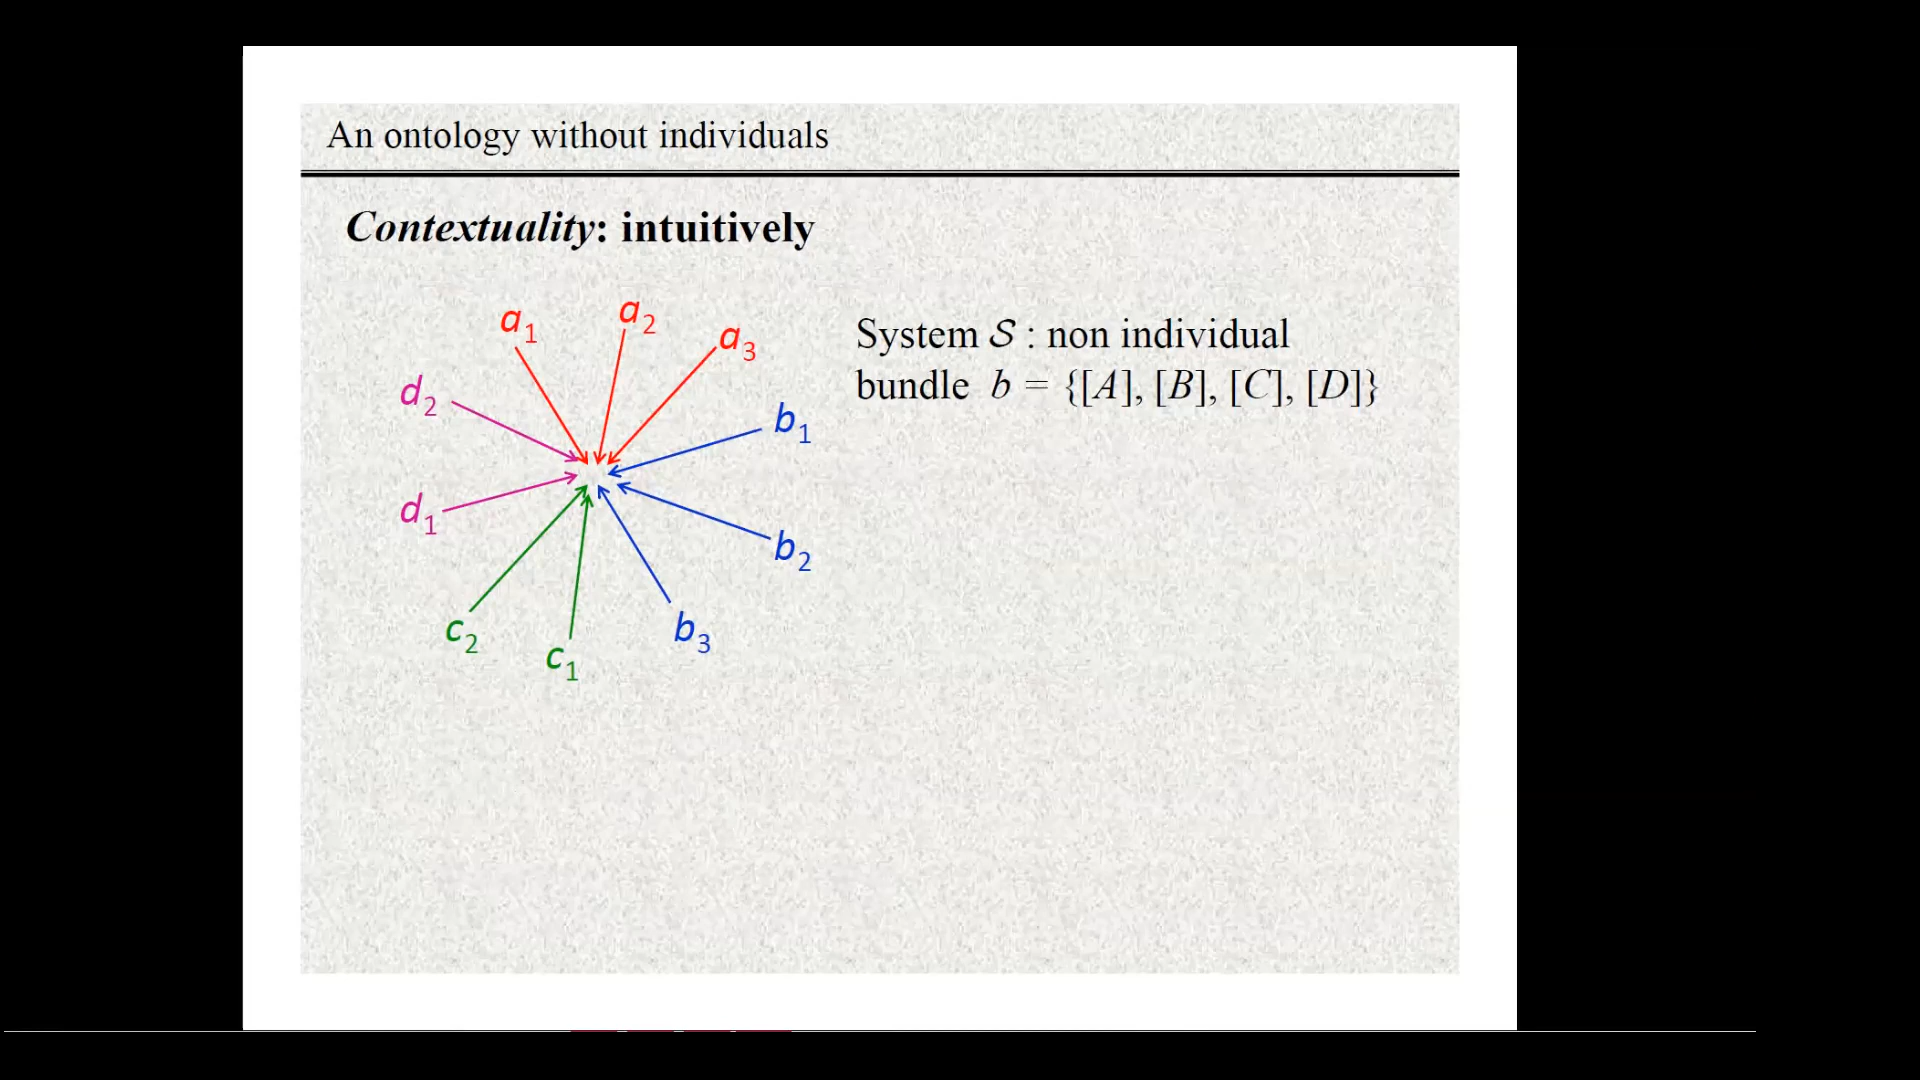 An ontology without individuals
Contextuality: intuitively
a1
a2
a3
d2
b1
d1
b2
c2
b3
c1
System 𝒮 : non individual
bundle b = {[A], [B], [C], [D]}